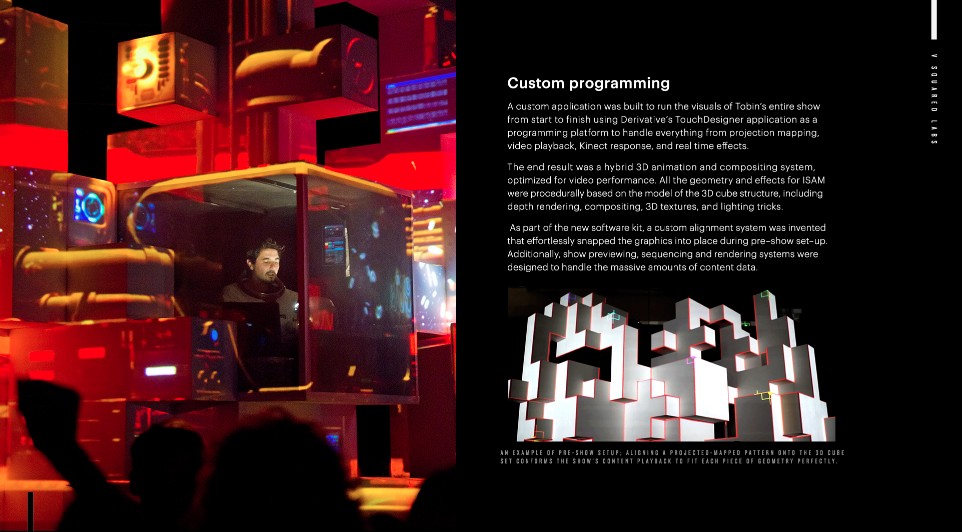 Custom programming
A custom application was built to run the visuals of Tobin's entire show
from start to finish using Derivative's TouchDesigner application as a
programming platform to handle everything from projection mapping,
video playback, Kinect response, and real time effects.
The end result was a hybrid 3D animation and compositing system,
optimized for video performance. All the geometry and effects for ISAM
were procedurally based on the model of the 3D cube structure, including
depth rendering, compositing, 3D textures, and lighting tricks.
As part of the new software kit, a custom alignment system was invented
that effortlessly snapped the graphics into place during pre-show set-up.
Additionally, show previewing, sequencing and rendering systems were
designed to handle the massive amounts of content data.
AN EXAMPLE OF PRE-SHOW SETUP: ALIGNING A PROJECTED-MAPPED PATTERN ONTO THE 3D CUBE
SET CONFORMS THE SHOW'S CONTENT PLAYBACK TO FIT EACH PIECE OF GEOMETRY PERFECTLY.
V SQUARED LABS